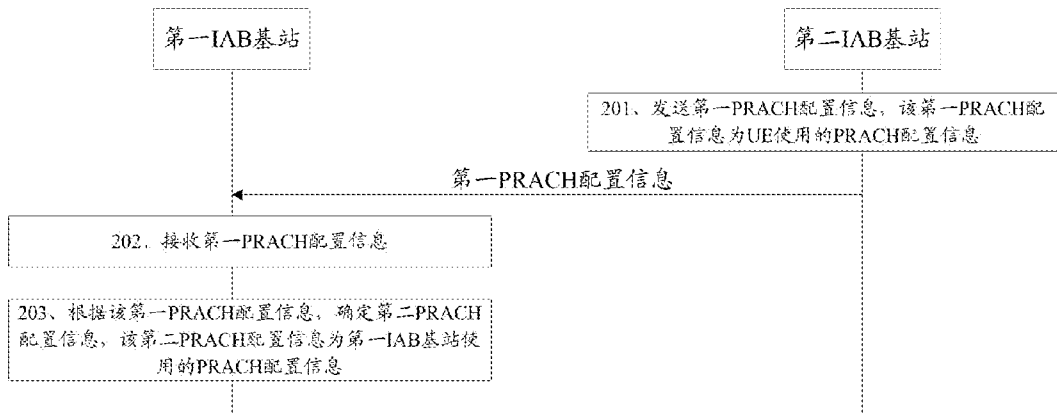 第一IAB基站
第二IAB基站
201、发送第一PRACH配置信息，该第一PRACH配
置信息为UE使用的PRACH配置信息
第一PRACH配置信息
202、接收第一PRACH配置信息
203、根据该第一PRACH配置信息，确定第二PRACH
配置信息，该第二PRACH配置信息为第一IAB基站使
用的PRACH配置信息